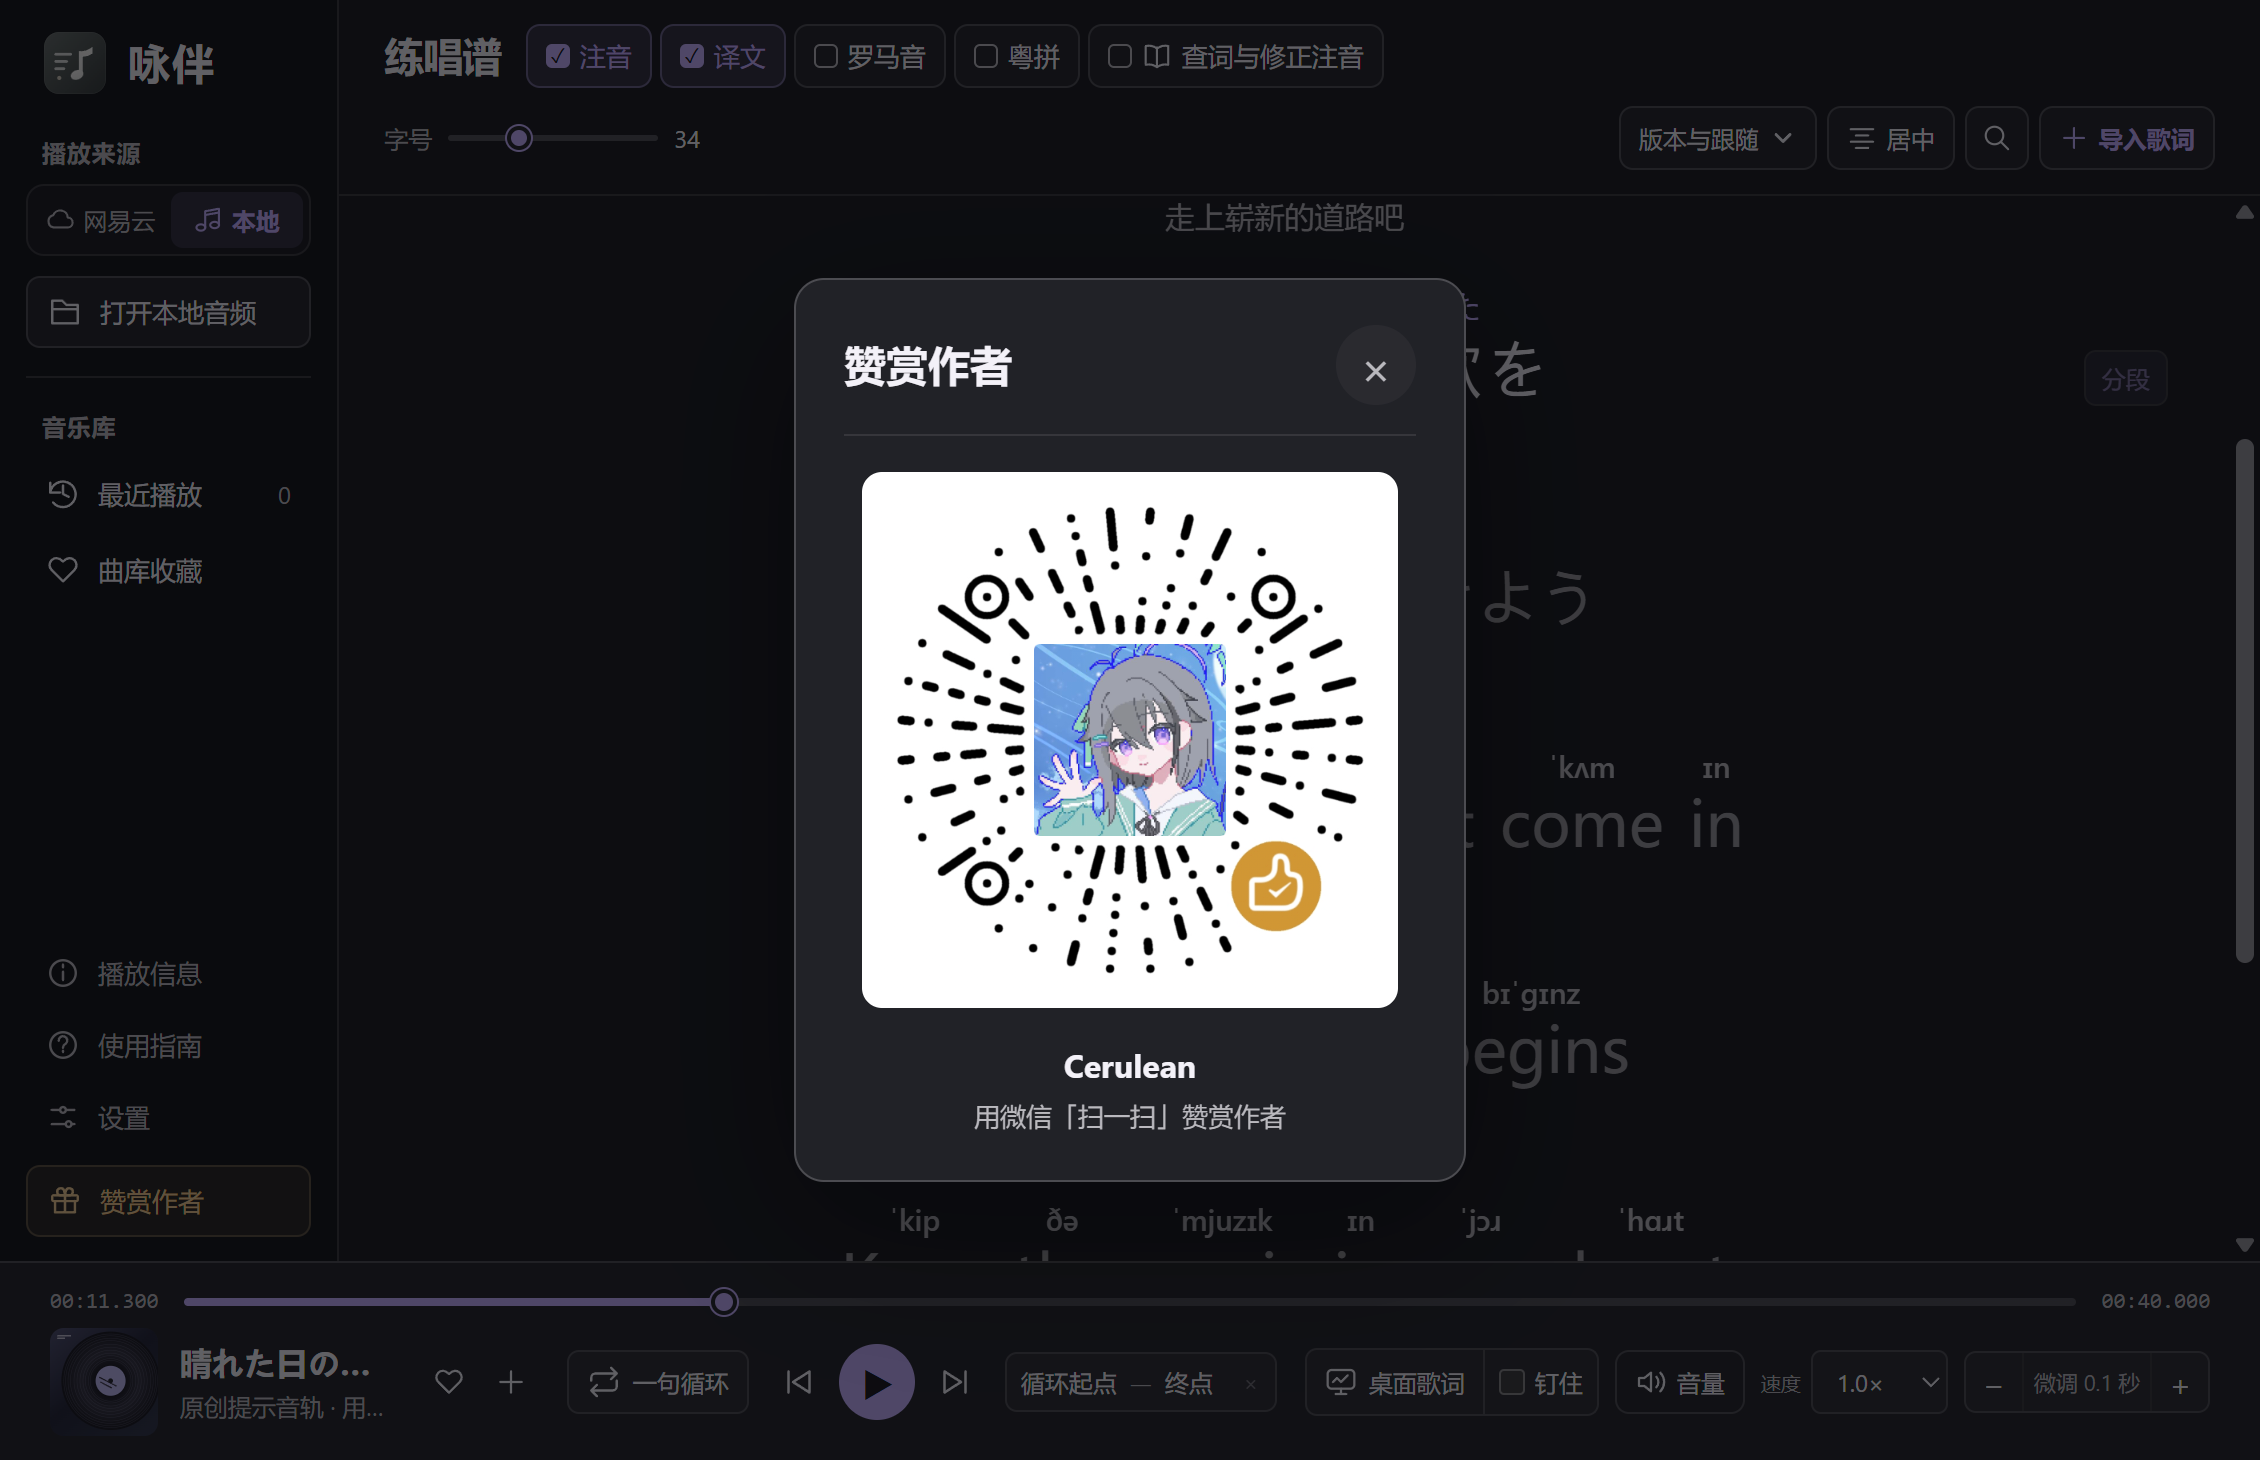 咏伴
播放来源
网易云
本地
打开本地音频
音乐库
最近播放 0
曲库收藏
播放信息
使用指南
设置
赞赏作者
练唱谱
注音
译文
罗马音
粤拼
查词与修正注音
字号 34
版本与跟随
居中
导入歌词
走上崭新的道路吧
を
分段
よう
ˈkʌm ɪn
come in
bɪˈɡɪnz
egins
赞赏作者
×
Cerulean
用微信「扫一扫」赞赏作者
ˈkip ðə ˈmjuzɪk ɪn ˈjɔɹ ˈhɑɹt
00:11.300
00:40.000
晴れた日の...
原创提示音轨 · 用...
一句循环
循环起点 — 终点 ×
桌面歌词
钉住
音量
速度
1.0×
− 微调 0.1 秒 +